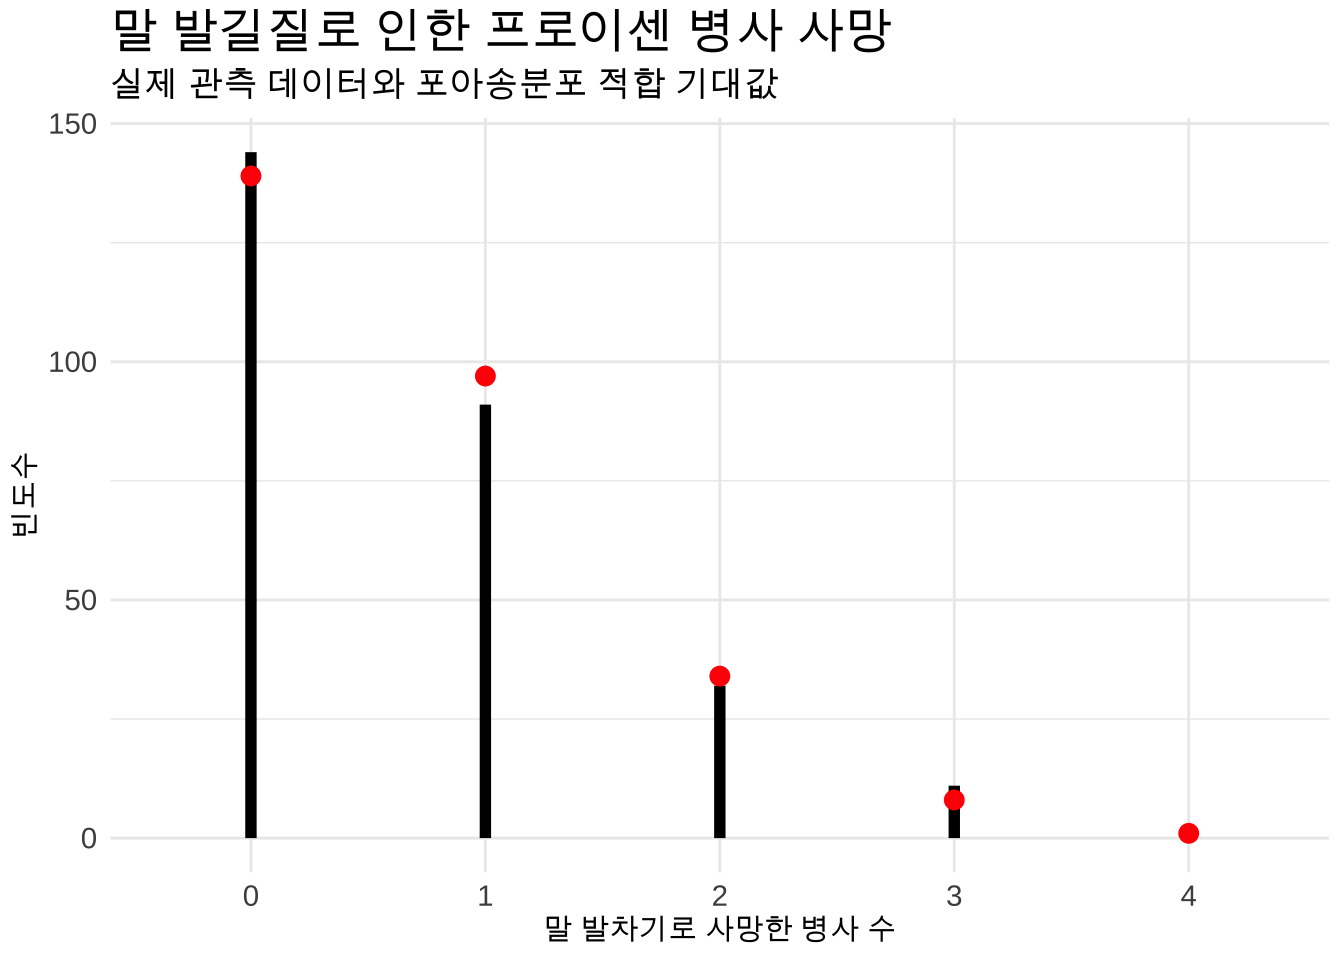 말 발길질로 인한 프로이센 병사 사망
실제 관측 데이터와 포아송분포 적합 기대값
150
100
50
0
빈도수
0 1 2 3 4
말 발차기로 사망한 병사 수